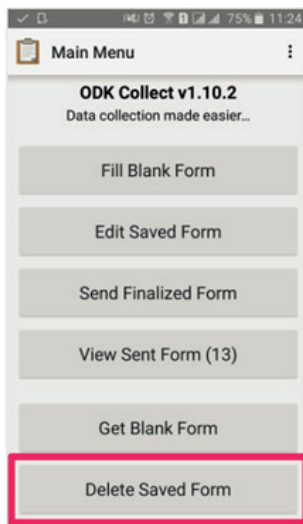 75% 11:24
Main Menu
ODK Collect v1.10.2
Data collection made easier...
Fill Blank Form
Edit Saved Form
Send Finalized Form
View Sent Form (13)
Get Blank Form
Delete Saved Form